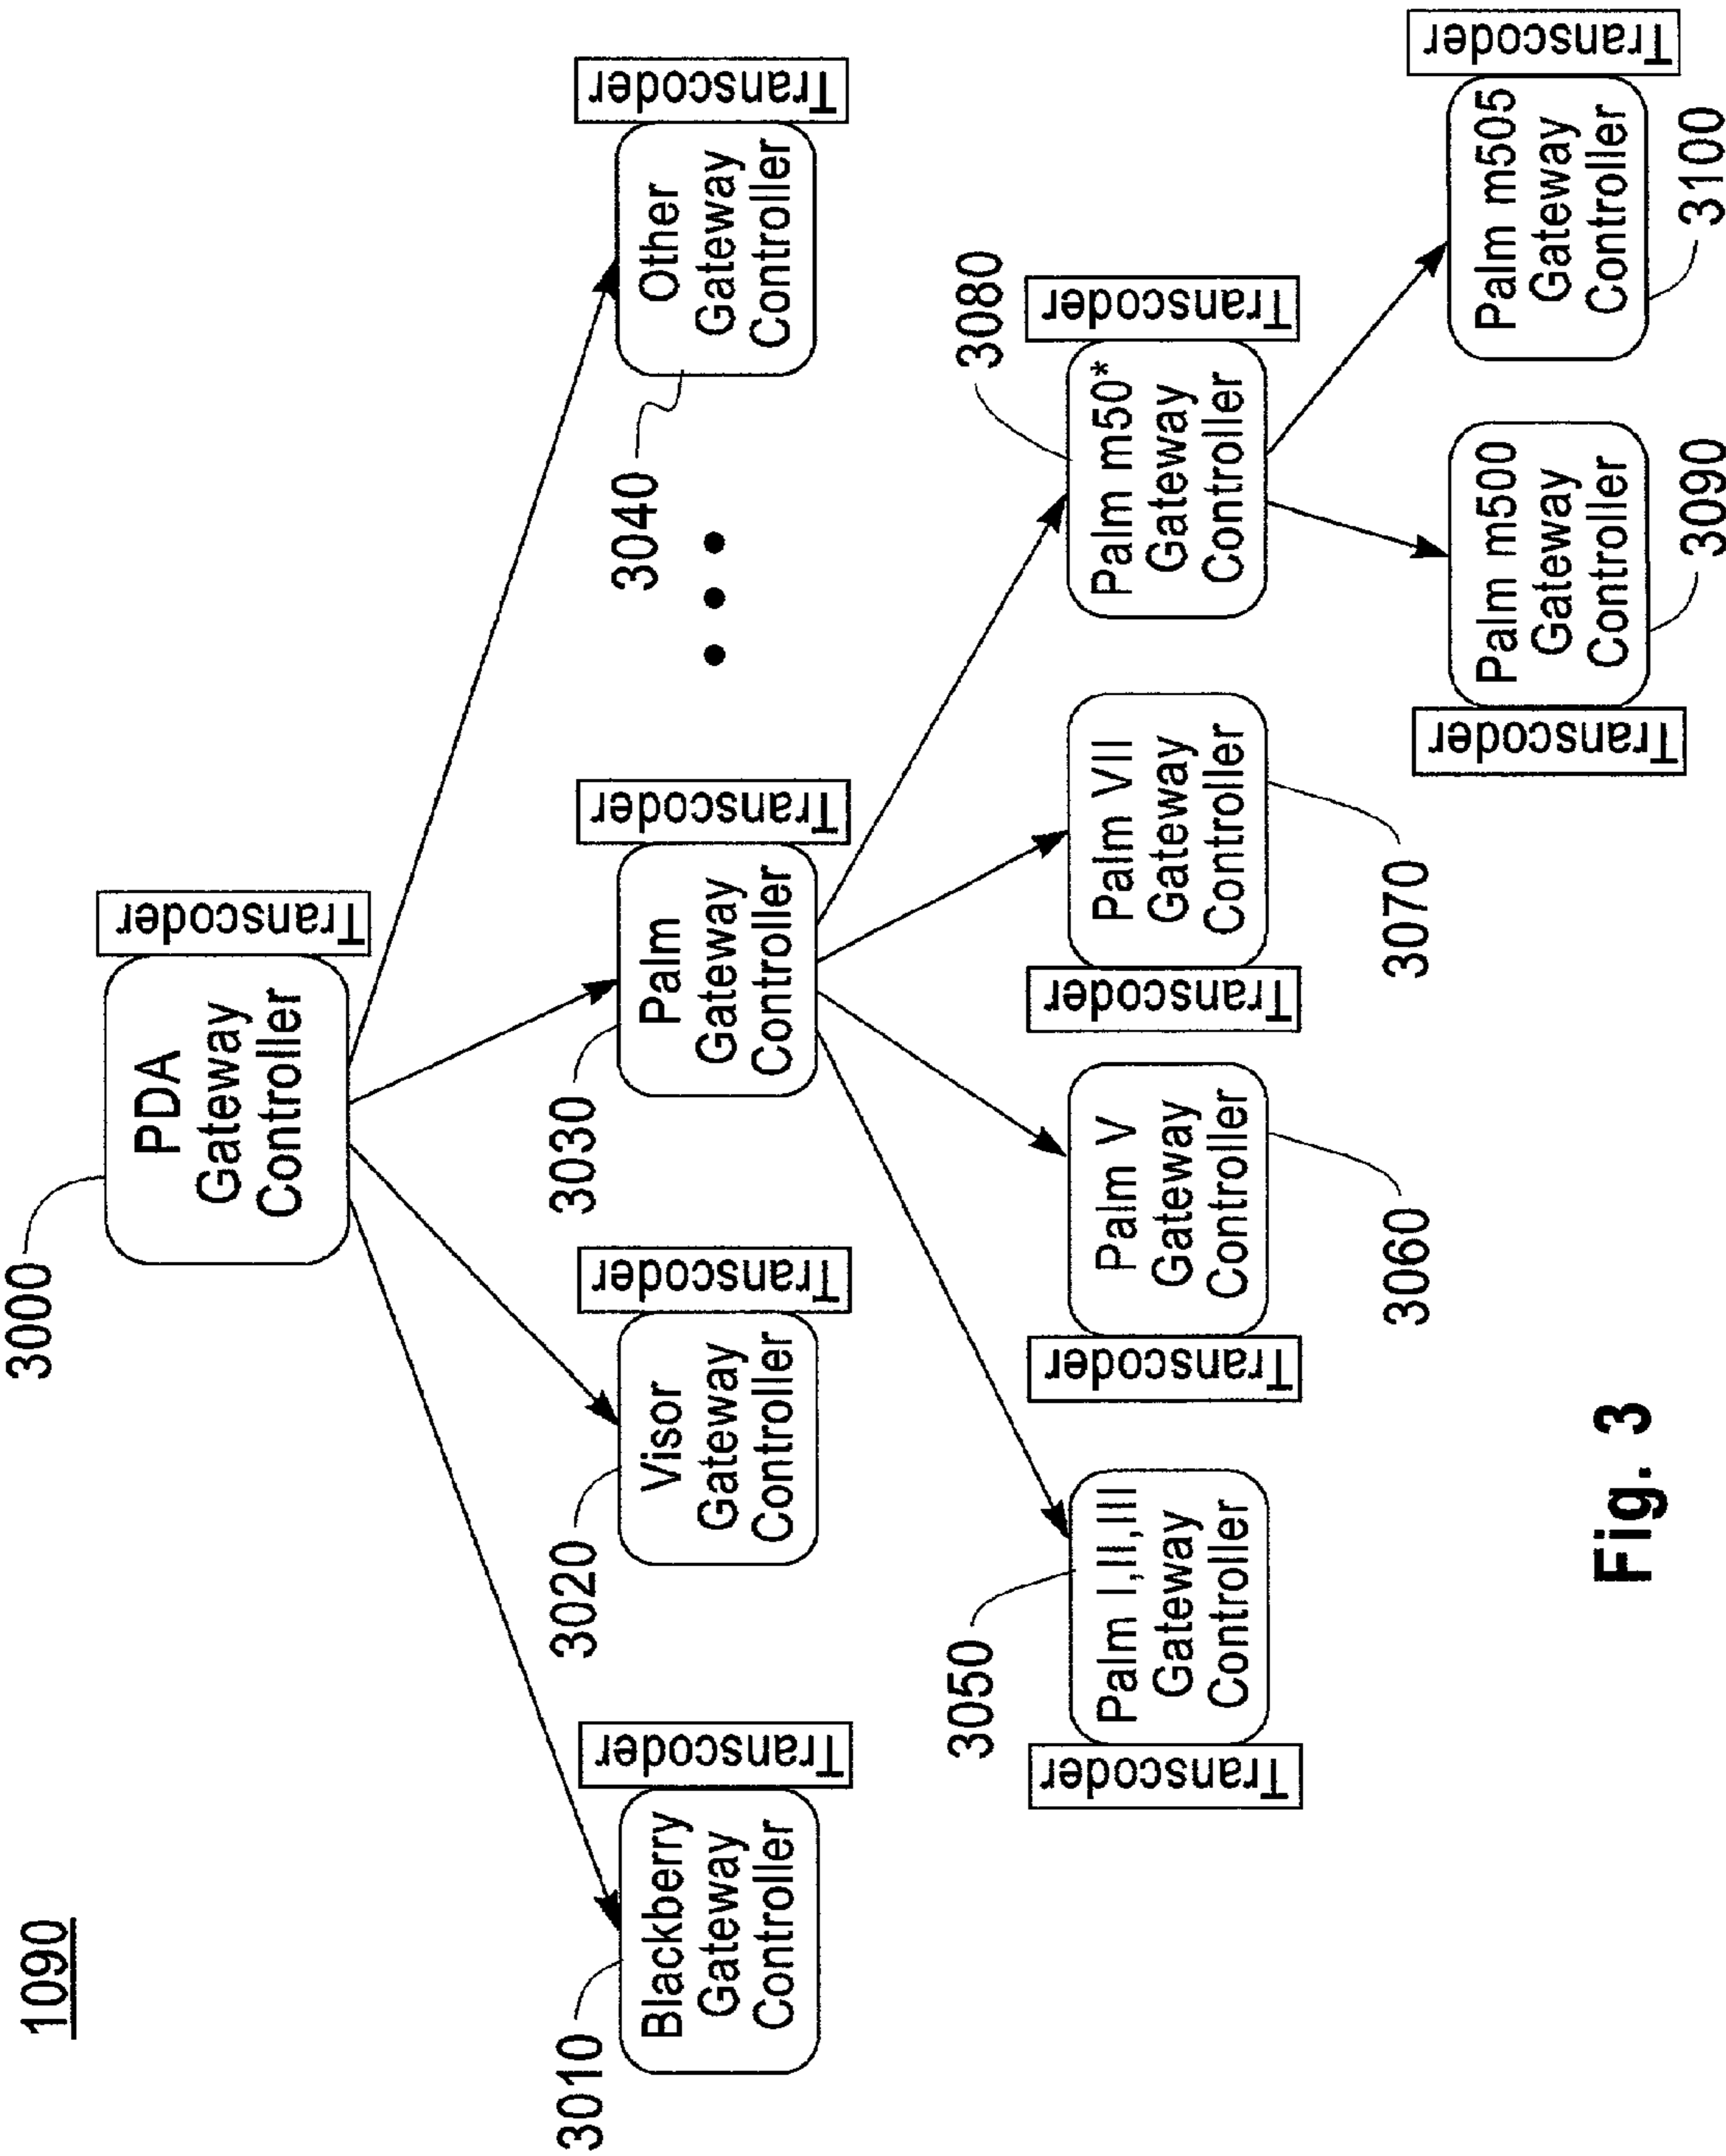 1090
3000
PDA
Gateway
Controller
Transcoder
3010
Blackberry
Gateway
Controller
Transcoder
3020
Visor
Gateway
Controller
Transcoder
3030
Palm
Gateway
Controller
Transcoder
3040
Other
Gateway
Controller
Transcoder
3050
Transcoder
Palm I,II,III
Gateway
Controller
Transcoder
Palm V
Gateway
Controller
3060
Transcoder
Palm VII
Gateway
Controller
3070
3080
Palm m50*
Gateway
Controller
Transcoder
Transcoder
Palm m500
Gateway
Controller
3090
Palm m505
Gateway
Controller
Transcoder
3100
Fig. 3